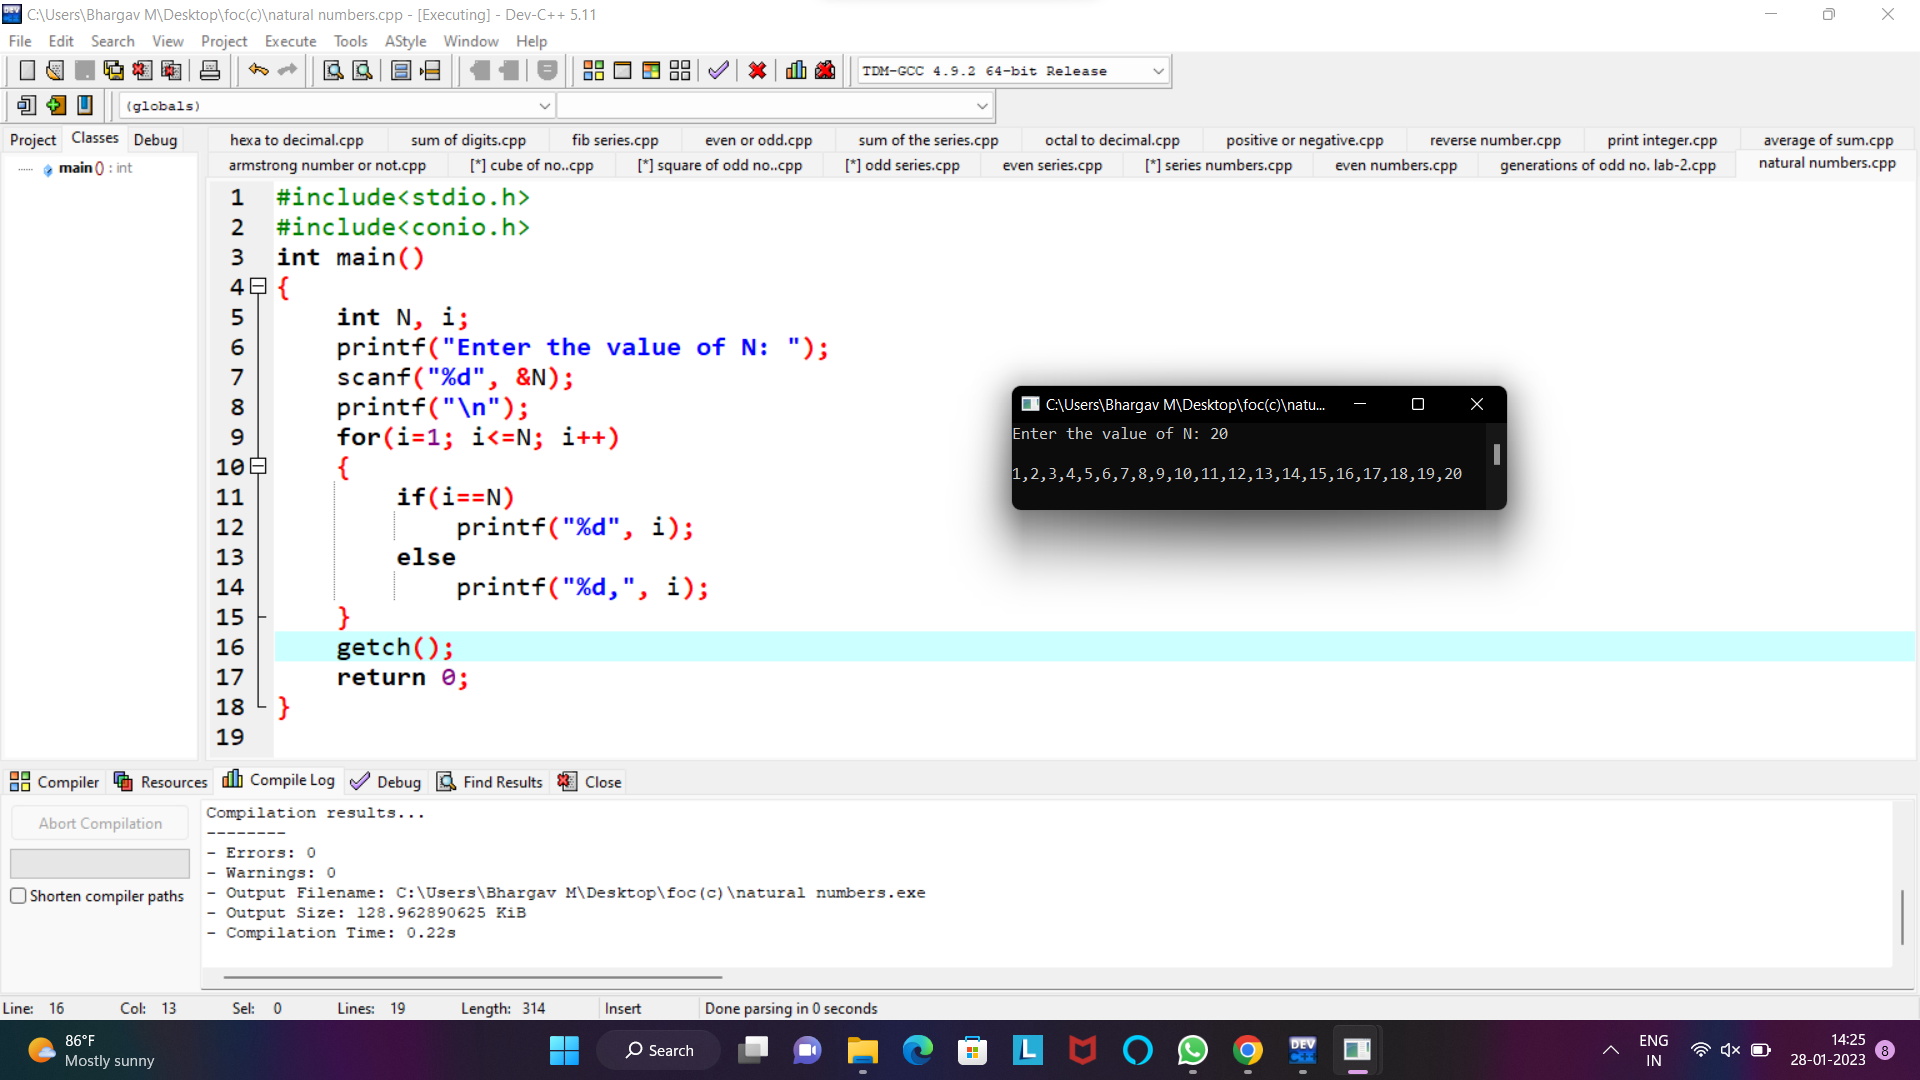 C:\Users\Bhargav M\Desktop\foc(c)\natural numbers.cpp - [Executing] - Dev-C++ 5.11
File Edit Search View Project Execute Tools AStyle Window Help
TDM-GCC 4.9.2 64-bit Release
(globals)
Project Classes Debug
hexa to decimal.cpp sum of digits.cpp fib series.cpp even or odd.cpp sum of the series.cpp octal to decimal.cpp positive or negative.cpp reverse number.cpp print integer.cpp average of sum.cpp
armstrong number or not.cpp [*] cube of no..cpp [*] square of odd no..cpp [*] odd series.cpp even series.cpp [*] series numbers.cpp even numbers.cpp generations of odd no. lab-2.cpp natural numbers.cpp
main () : int
1 #include<stdio.h>
2 #include<conio.h>
3 int main()
4 {
5 int N, i;
6 printf("Enter the value of N: ");
7 scanf("%d", &N);
8 printf("\n");
9 for(i=1; i<=N; i++)
10 {
11 if(i==N)
12 printf("%d", i);
13 else
14 printf("%d,", i);
15 }
16 getch();
17 return 0;
18 }
19
C:\Users\Bhargav M\Desktop\foc(c)\natu...
Enter the value of N: 20
1,2,3,4,5,6,7,8,9,10,11,12,13,14,15,16,17,18,19,20
Compiler Resources Compile Log Debug Find Results Close
Abort Compilation
Shorten compiler paths
Compilation results...
--------
- Errors: 0
- Warnings: 0
- Output Filename: C:\Users\Bhargav M\Desktop\foc(c)\natural numbers.exe
- Output Size: 128.962890625 KiB
- Compilation Time: 0.22s
Line: 16 Col: 13 Sel: 0 Lines: 19 Length: 314 Insert Done parsing in 0 seconds
86°F
Mostly sunny
Search
L
DEV
ENG
IN
14:25
28-01-2023
8